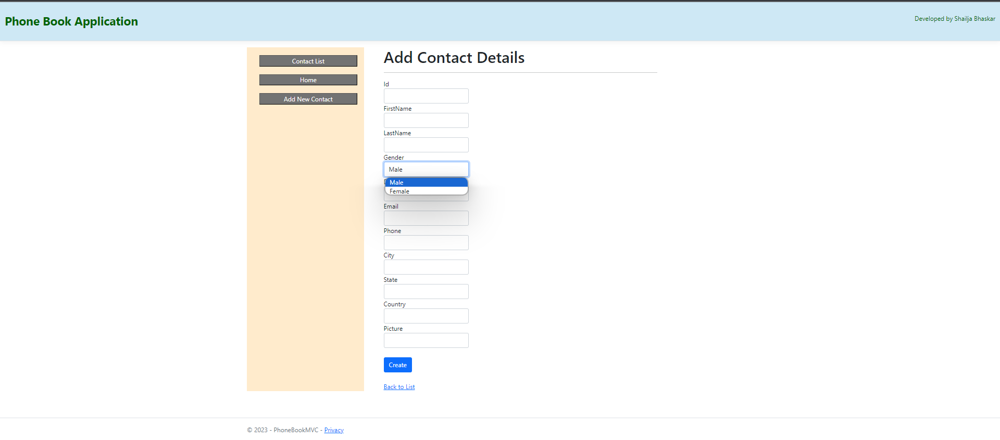 Phone Book Application
Developed by Shailja Bhaskar
Contact List
Home
Add New Contact
Add Contact Details
Id
FirstName
LastName
Gender
Male
Male
Female
Email
Phone
City
State
Country
Picture
Create
Back to List
© 2023 - PhoneBookMVC - Privacy